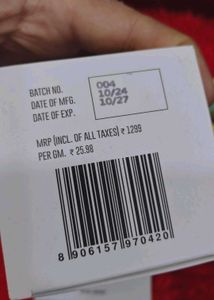 BATCH NO. 004
DATE OF MFG. 10/24
DATE OF EXP. 10/27
MRP (INCL. OF ALL TAXES) ₹ 1299
PER GM. ₹ 25.98
8 906157 970420